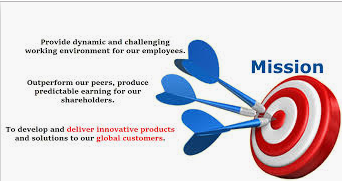 Provide dynamic and challenging
working environment for our employees.
Mission
Outperform our peers, produce
predictable earning for our
shareholders.
To develop and deliver innovative products
and solutions to our global customers.